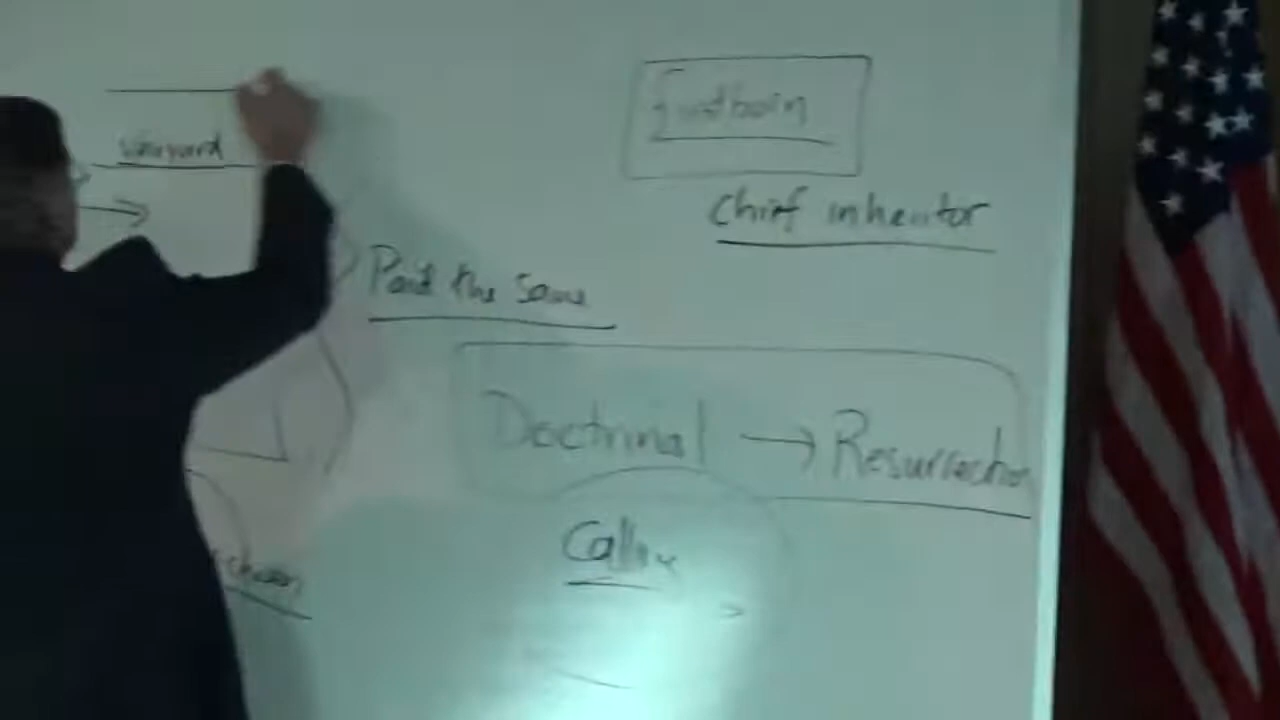 firstborn
vineyard
chief inheritor
Paid the same
Doctrinal → Resurrection
Calling
chosen